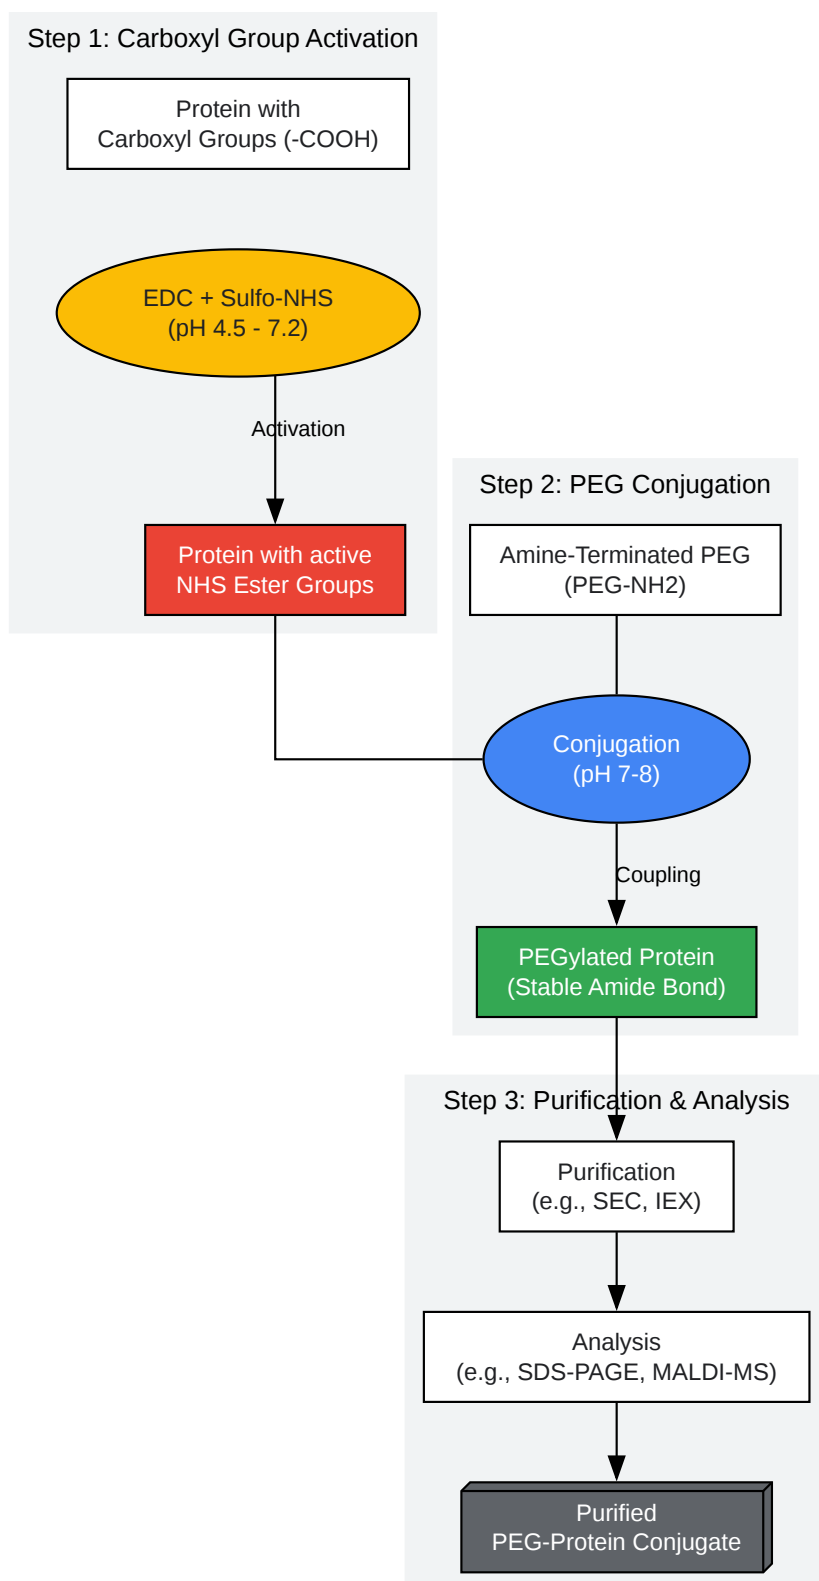 Step 1: Carboxyl Group Activation
Protein with
Carboxyl Groups (-COOH)
EDC + Sulfo-NHS
(pH 4.5 - 7.2)
Activation
Protein with active
NHS Ester Groups
Step 2: PEG Conjugation
Amine-Terminated PEG
(PEG-NH2)
Conjugation
(pH 7-8)
Coupling
PEGylated Protein
(Stable Amide Bond)
Step 3: Purification & Analysis
Purification
(e.g., SEC, IEX)
Analysis
(e.g., SDS-PAGE, MALDI-MS)
Purified
PEG-Protein Conjugate